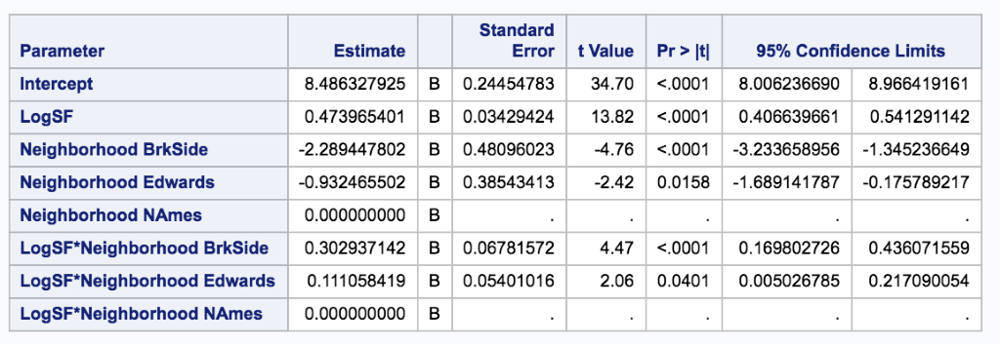 Parameter Estimate Standard Error t Value Pr > |t| 95% Confidence Limits
Intercept 8.486327925 B 0.24454783 34.70 <.0001 8.006236690 8.966419161
LogSF 0.473965401 B 0.03429424 13.82 <.0001 0.406639661 0.541291142
Neighborhood BrkSide -2.289447802 B 0.48096023 -4.76 <.0001 -3.233658956 -1.345236649
Neighborhood Edwards -0.932465502 B 0.38543413 -2.42 0.0158 -1.689141787 -0.175789217
Neighborhood NAmes 0.000000000 B . . . . .
LogSF*Neighborhood BrkSide 0.302937142 B 0.06781572 4.47 <.0001 0.169802726 0.436071559
LogSF*Neighborhood Edwards 0.111058419 B 0.05401016 2.06 0.0401 0.005026785 0.217090054
LogSF*Neighborhood NAmes 0.000000000 B . . . . .